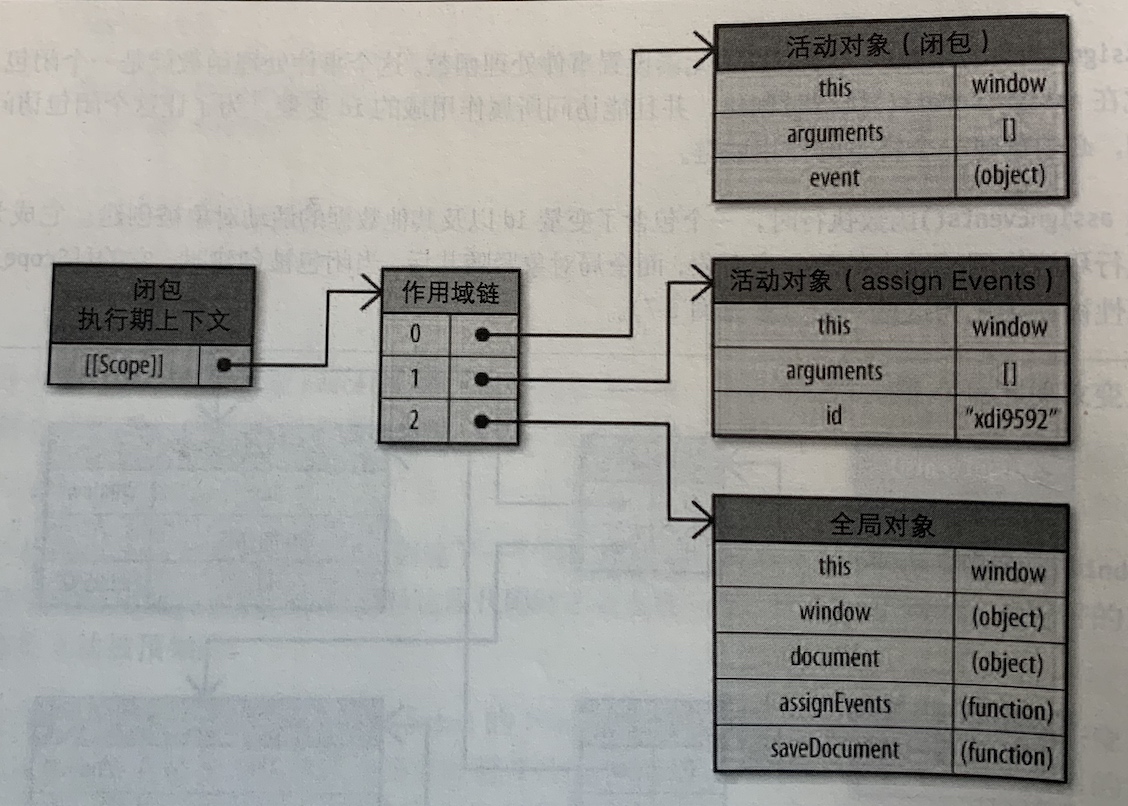 闭包
执行期上下文
[[Scope]]
作用域链
0
1
2
活动对象（闭包）
this window
arguments []
event (object)
活动对象（assign Events）
this window
arguments []
id "xdi9592"
全局对象
this window
window (object)
document (object)
assignEvents (function)
saveDocument (function)